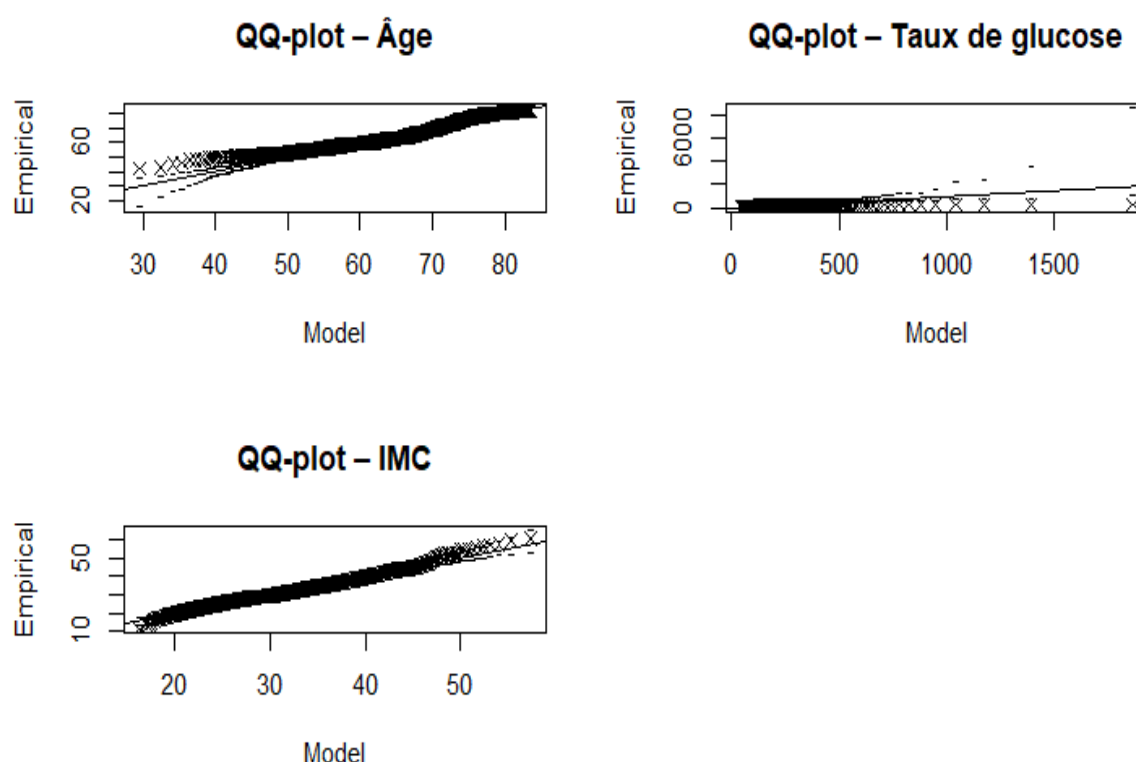 QQ-plot – Âge
Empirical
20 60
30 40 50 60 70 80
Model
QQ-plot – Taux de glucose
Empirical
0 6000
0 500 1000 1500
Model
QQ-plot – IMC
Empirical
10 50
20 30 40 50
Model